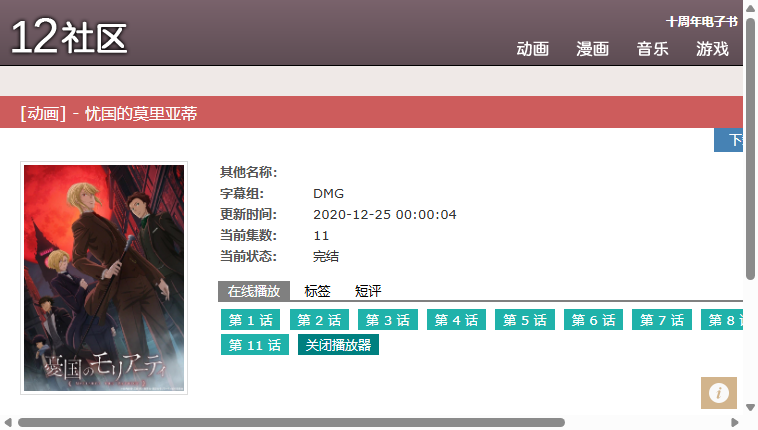 12社区
十周年电子书
动画 漫画 音乐 游戏
[动画] - 忧国的莫里亚蒂
其他名称:
字幕组: DMG
更新时间: 2020-12-25 00:00:04
当前集数: 11
当前状态: 完结
在线播放 标签 短评
第 1 话 第 2 话 第 3 话 第 4 话 第 5 话 第 6 话 第 7 话 第 8
第 11 话 关闭播放器
憂国のモリアーティ